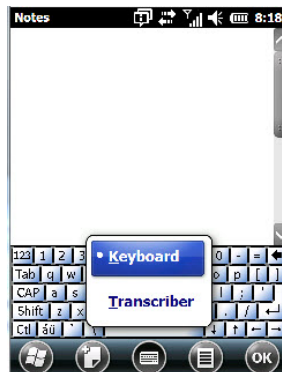 Notes 8:18
123 1 2 3 0 - =
Keyboard
Tab q w o p [ ]
CAP a s l ; '
Transcriber
Shift z x . /
Ctl áü ` \
OK